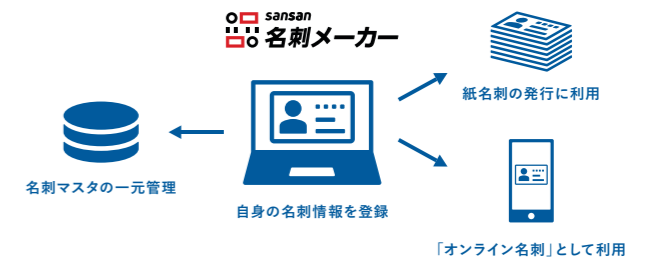 sansan
名刺メーカー
紙名刺の発行に利用
名刺マスタの一元管理
自身の名刺情報を登録
「オンライン名刺」として利用